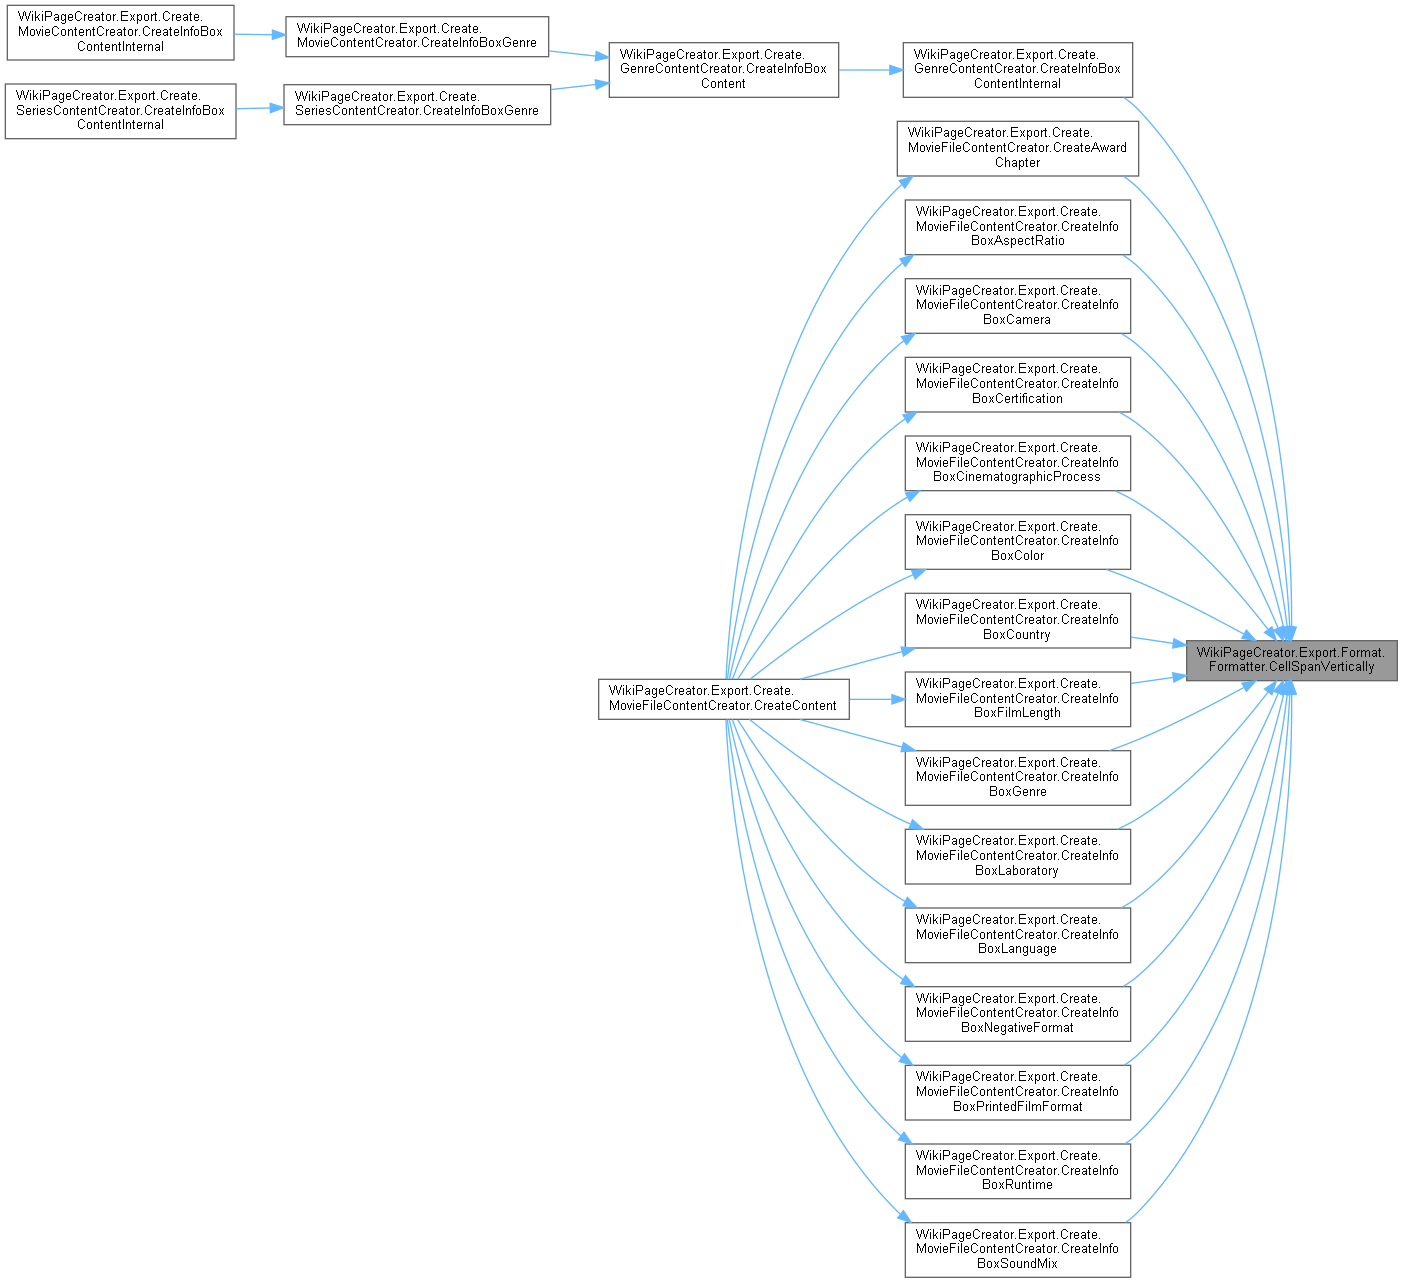 WikiPageCreator.Export.Create.
MovieContentCreator.CreateInfoBox
ContentInternal
WikiPageCreator.Export.Create.
MovieContentCreator.CreateInfoBoxGenre
WikiPageCreator.Export.Create.
GenreContentCreator.CreateInfoBox
Content
WikiPageCreator.Export.Create.
GenreContentCreator.CreateInfoBox
ContentInternal
WikiPageCreator.Export.Create.
SeriesContentCreator.CreateInfoBox
ContentInternal
WikiPageCreator.Export.Create.
SeriesContentCreator.CreateInfoBoxGenre
WikiPageCreator.Export.Create.
MovieFileContentCreator.CreateAward
Chapter
WikiPageCreator.Export.Create.
MovieFileContentCreator.CreateInfo
BoxAspectRatio
WikiPageCreator.Export.Create.
MovieFileContentCreator.CreateInfo
BoxCamera
WikiPageCreator.Export.Create.
MovieFileContentCreator.CreateInfo
BoxCertification
WikiPageCreator.Export.Create.
MovieFileContentCreator.CreateInfo
BoxCinematographicProcess
WikiPageCreator.Export.Create.
MovieFileContentCreator.CreateInfo
BoxColor
WikiPageCreator.Export.Create.
MovieFileContentCreator.CreateInfo
BoxCountry
WikiPageCreator.Export.Format.
Formatter.CellSpanVertically
WikiPageCreator.Export.Create.
MovieFileContentCreator.CreateContent
WikiPageCreator.Export.Create.
MovieFileContentCreator.CreateInfo
BoxFilmLength
WikiPageCreator.Export.Create.
MovieFileContentCreator.CreateInfo
BoxGenre
WikiPageCreator.Export.Create.
MovieFileContentCreator.CreateInfo
BoxLaboratory
WikiPageCreator.Export.Create.
MovieFileContentCreator.CreateInfo
BoxLanguage
WikiPageCreator.Export.Create.
MovieFileContentCreator.CreateInfo
BoxNegativeFormat
WikiPageCreator.Export.Create.
MovieFileContentCreator.CreateInfo
BoxPrintedFilmFormat
WikiPageCreator.Export.Create.
MovieFileContentCreator.CreateInfo
BoxRuntime
WikiPageCreator.Export.Create.
MovieFileContentCreator.CreateInfo
BoxSoundMix